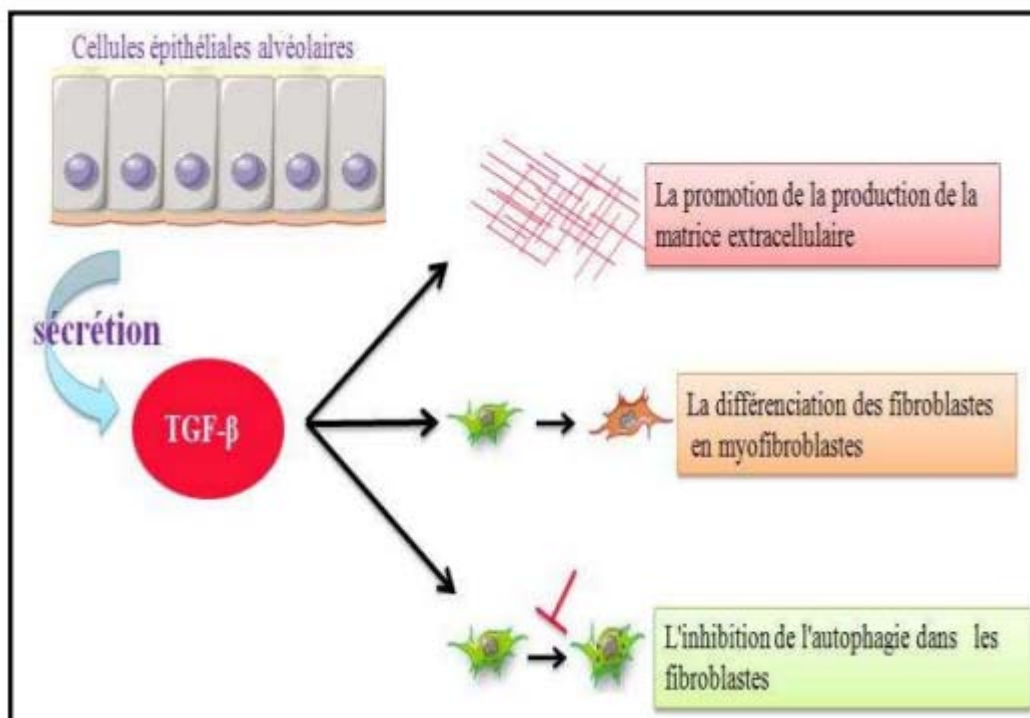 Cellules épithéliales alvéolaires
sécrétion
TGF-β
La promotion de la production de la
matrice extracellulaire
La différenciation des fibroblastes
en myofibroblastes
L'inhibition de l'autophagie dans les
fibroblastes